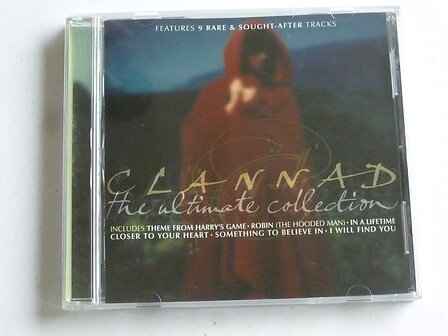 FEATURES 9 RARE & SOUGHT-AFTER TRACKS
CLANNAD
the ultimate collection
INCLUDES THEME FROM HARRY'S GAME • ROBIN (THE HOODED MAN) • IN A LIFETIME
CLOSER TO YOUR HEART • SOMETHING TO BELIEVE IN • I WILL FIND YOU